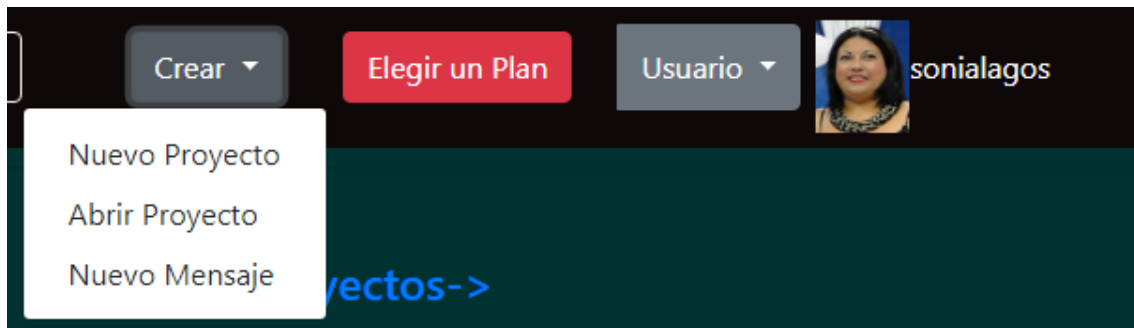 Crear Elegir un Plan Usuario sonialagos
Nuevo Proyecto
Abrir Proyecto
Nuevo Mensaje
yectos->